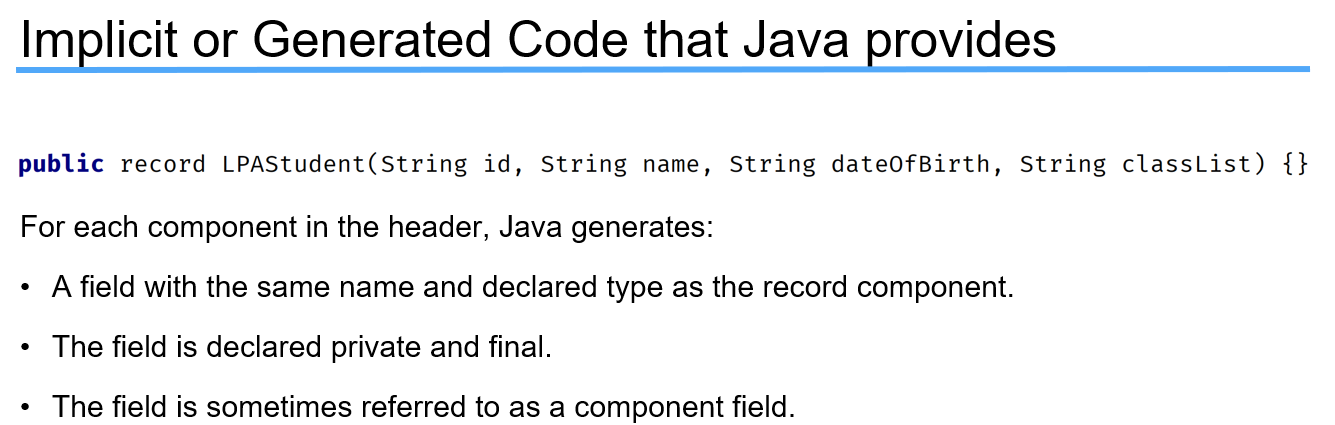 Implicit or Generated Code that Java provides
public record LPAStudent(String id, String name, String dateOfBirth, String classList) {}
For each component in the header, Java generates:
• A field with the same name and declared type as the record component.
• The field is declared private and final.
• The field is sometimes referred to as a component field.